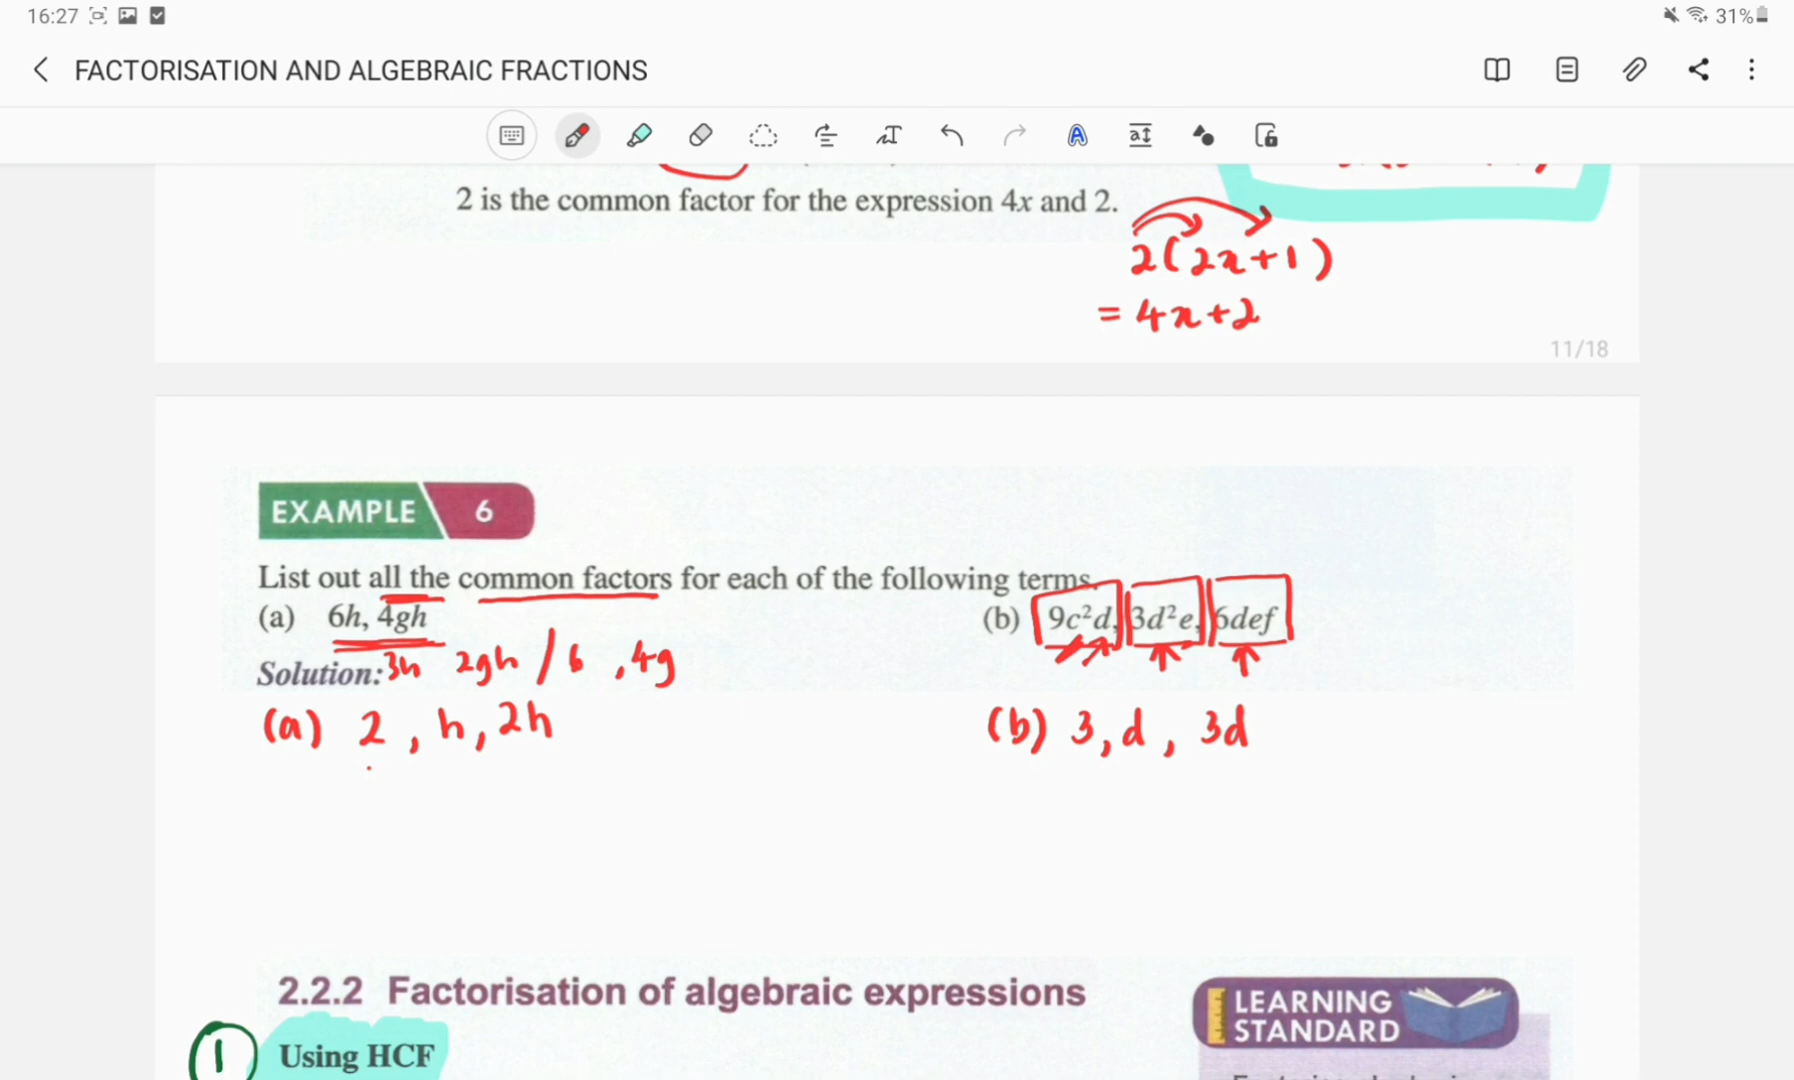 16:27 31%
FACTORISATION AND ALGEBRAIC FRACTIONS
2 is the common factor for the expression 4x and 2.
2(2x+1)
= 4x+2
11/18
EXAMPLE 6
List out all the common factors for each of the following terms.
(a) 6h, 4gh (b) 9c²d, 3d²e, 6def
Solution: 3h 2gh / 6 , 4g
(a) 2 , h, 2h (b) 3, d , 3d
2.2.2 Factorisation of algebraic expressions
LEARNING
STANDARD
1 Using HCF